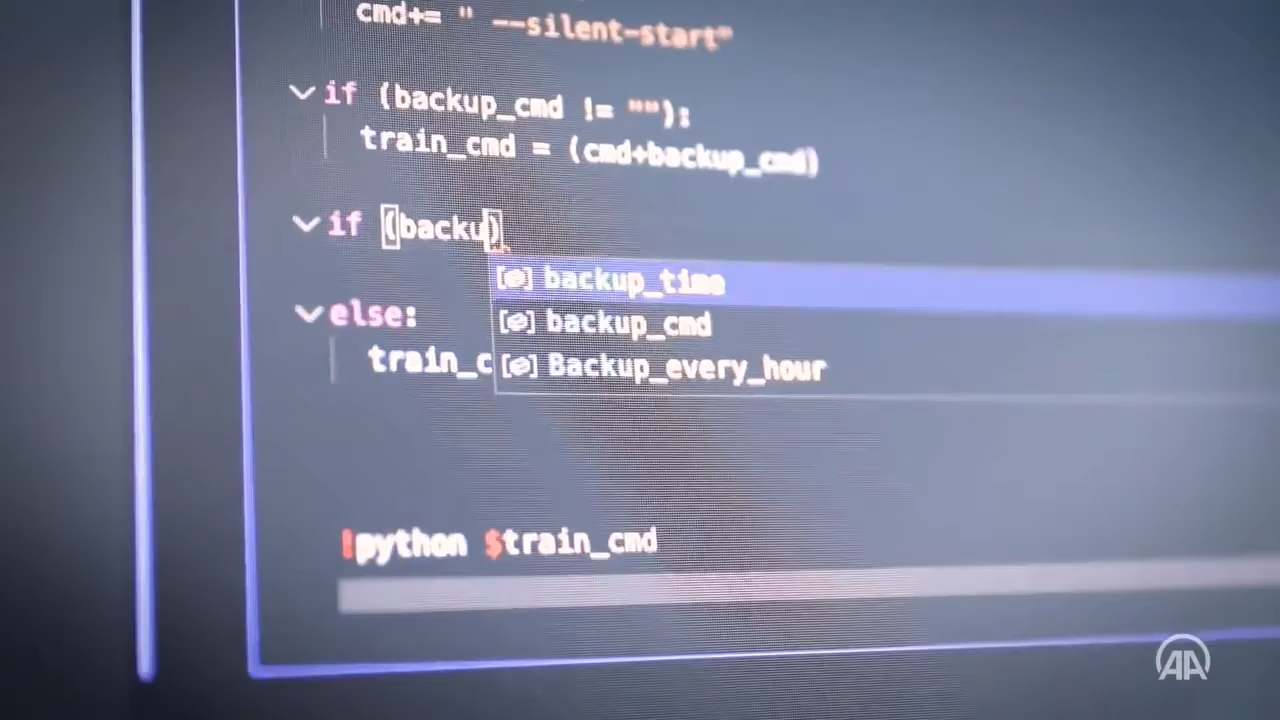 cmd+= " --silent-start"
if (backup_cmd != ""):
train_cmd = (cmd+backup_cmd)
if (backu)
backup_time
else:
backup_cmd
train_c
Backup_every_hour
!python $train_cmd
AA